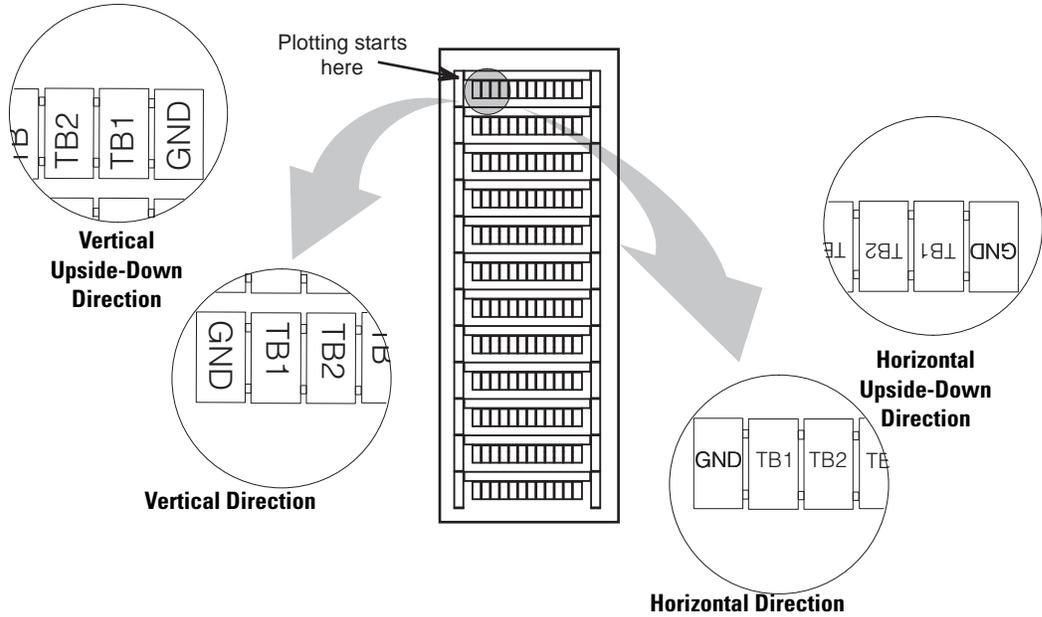 Plotting starts
here
TB2 TB1 GND
Vertical
Upside-Down
Direction
GND TB1 TB2 TB
Vertical Direction
TB2 TB1 GND
Horizontal
Upside-Down
Direction
GND TB1 TB2
Horizontal Direction